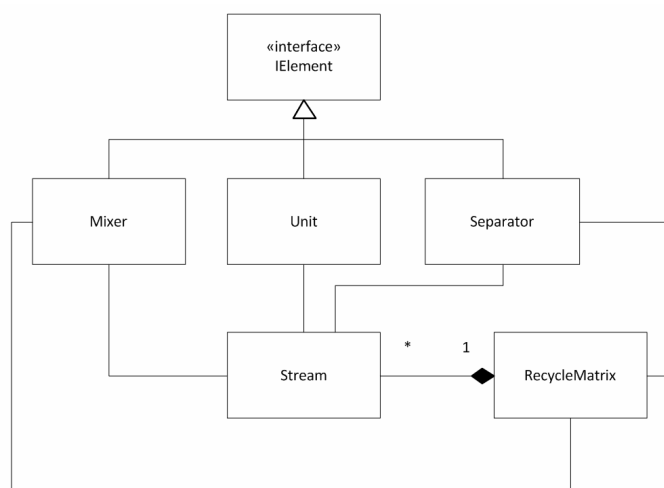 «interface»
IElement
Mixer
Unit
Separator
* 1
Stream
RecycleMatrix